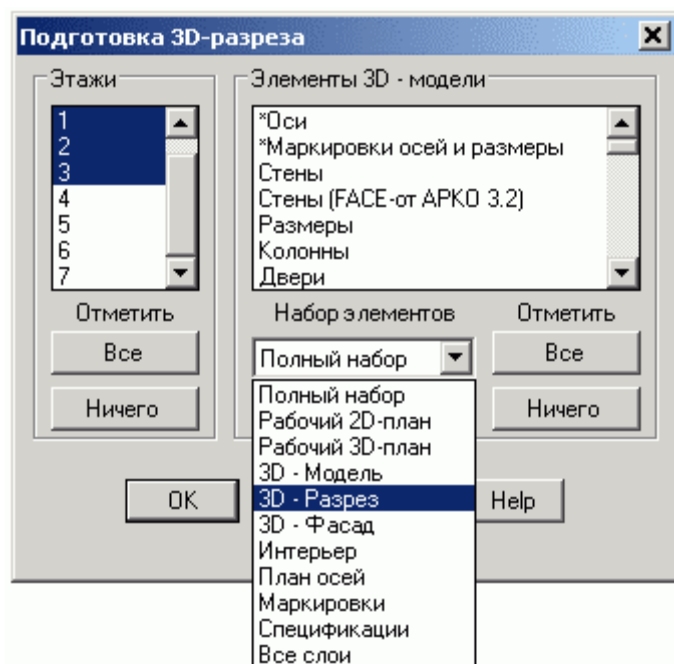 Подготовка 3D-разреза
Этажи
1
2
3
4
5
6
7
Отметить
Все
Ничего
Элементы 3D - модели
*Оси
*Маркировки осей и размеры
Стены
Стены (FACE-от АРКО 3.2)
Размеры
Колонны
Двери
Набор элементов
Отметить
Полный набор
Все
Ничего
Полный набор
Рабочий 2D-план
Рабочий 3D-план
3D - Модель
3D - Разрез
3D - Фасад
Интерьер
План осей
Маркировки
Спецификации
Все слои
OK
Help